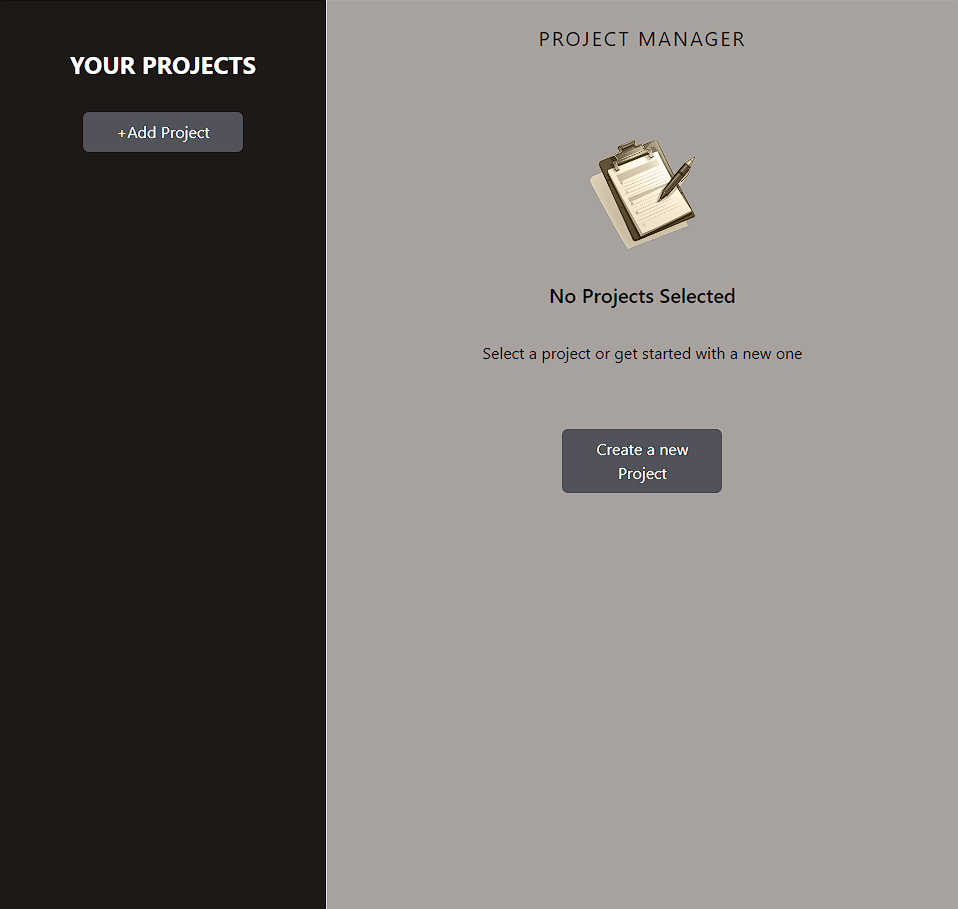 YOUR PROJECTS
+Add Project
PROJECT MANAGER
No Projects Selected
Select a project or get started with a new one
Create a new
Project